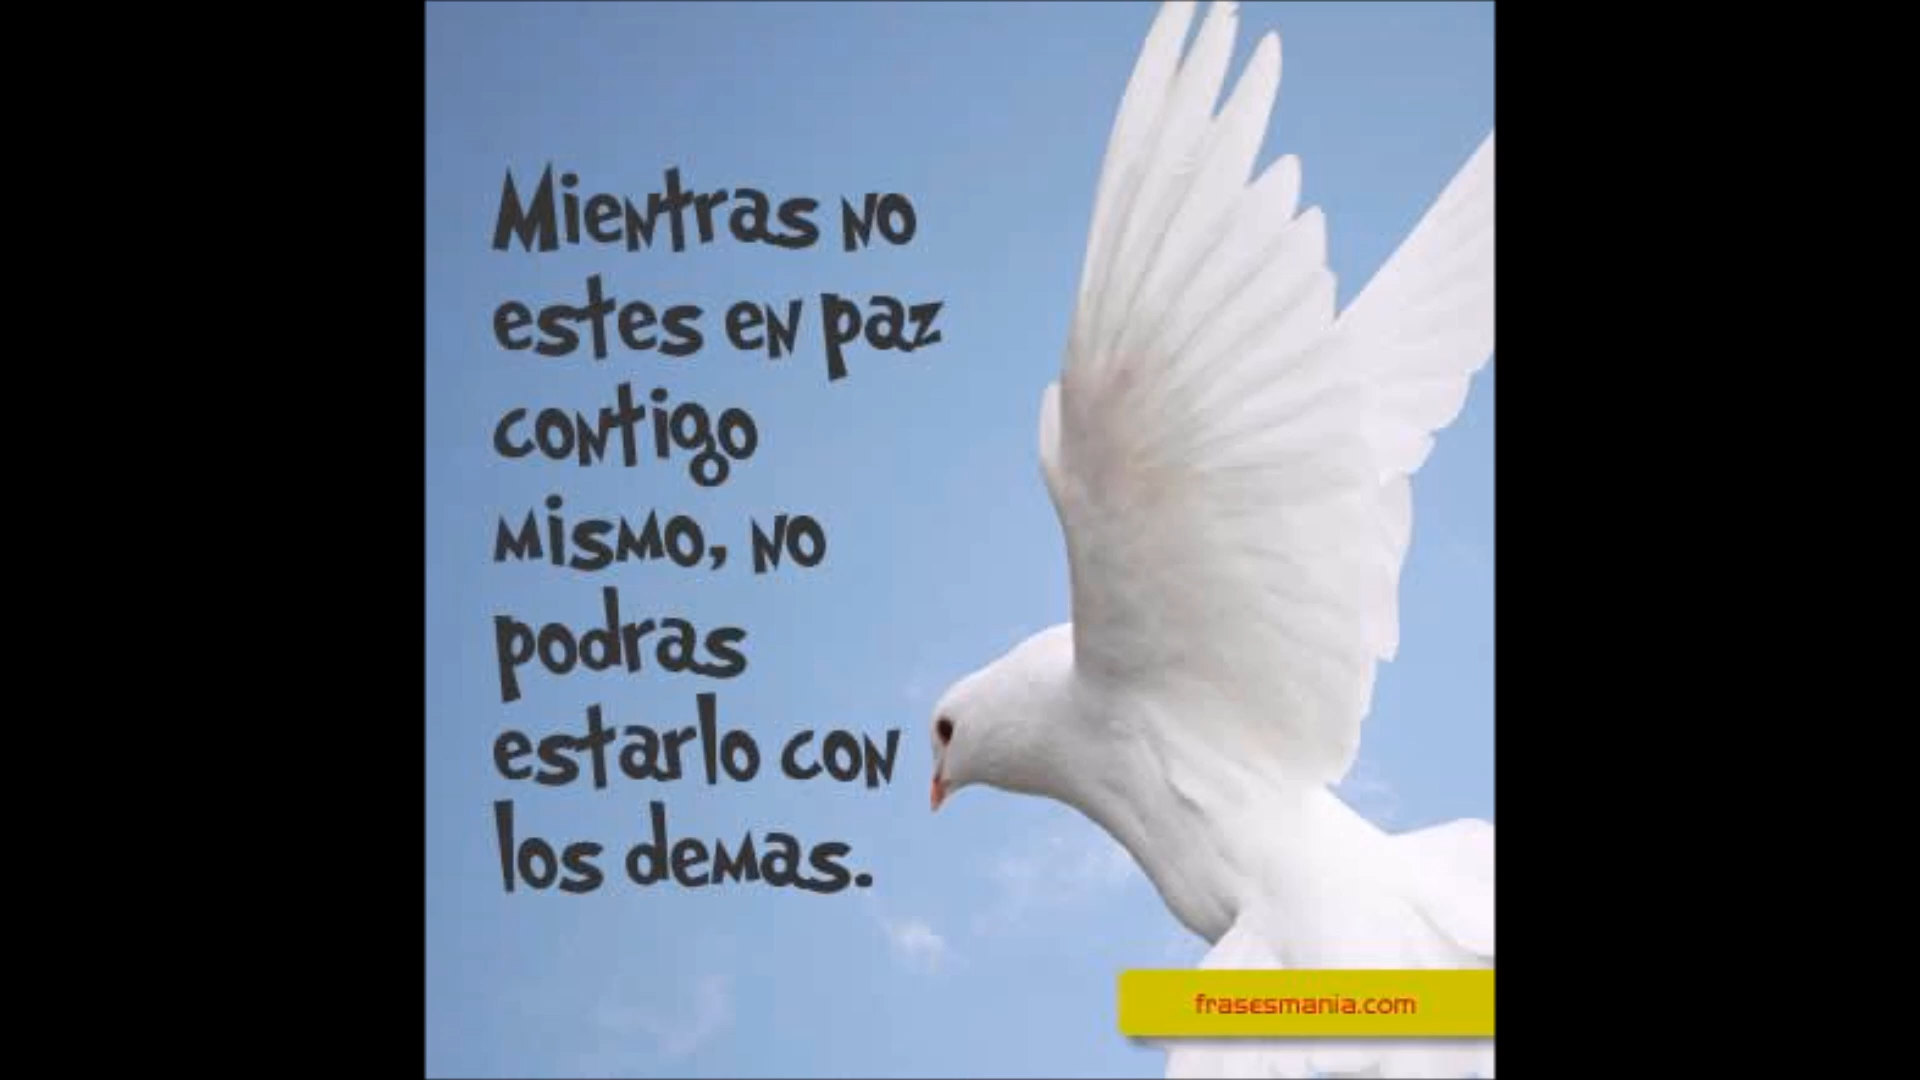 Mientras no
estes en paz
contigo
mismo, no
podras
estarlo con
los demas.
frasesmania.com